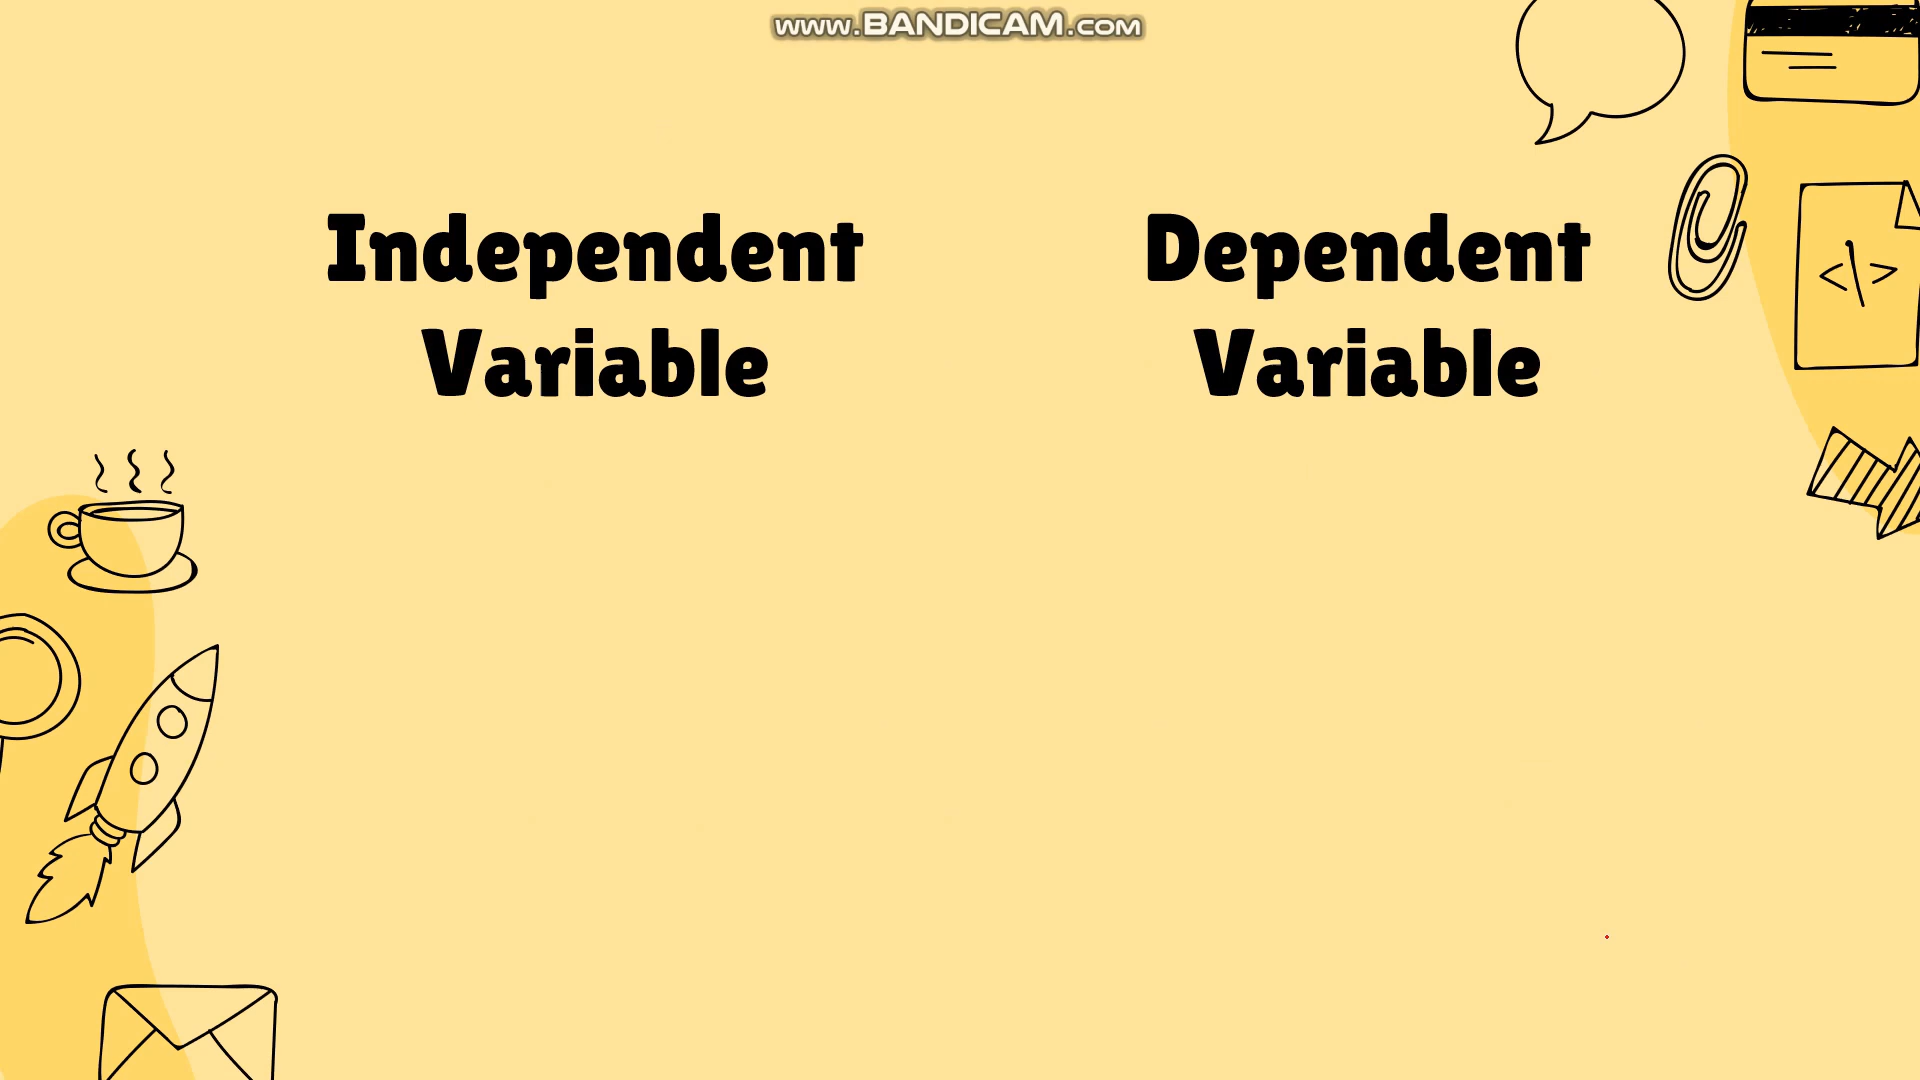 www.BANDICAM.com
Independent
Variable
Dependent
Variable
</>